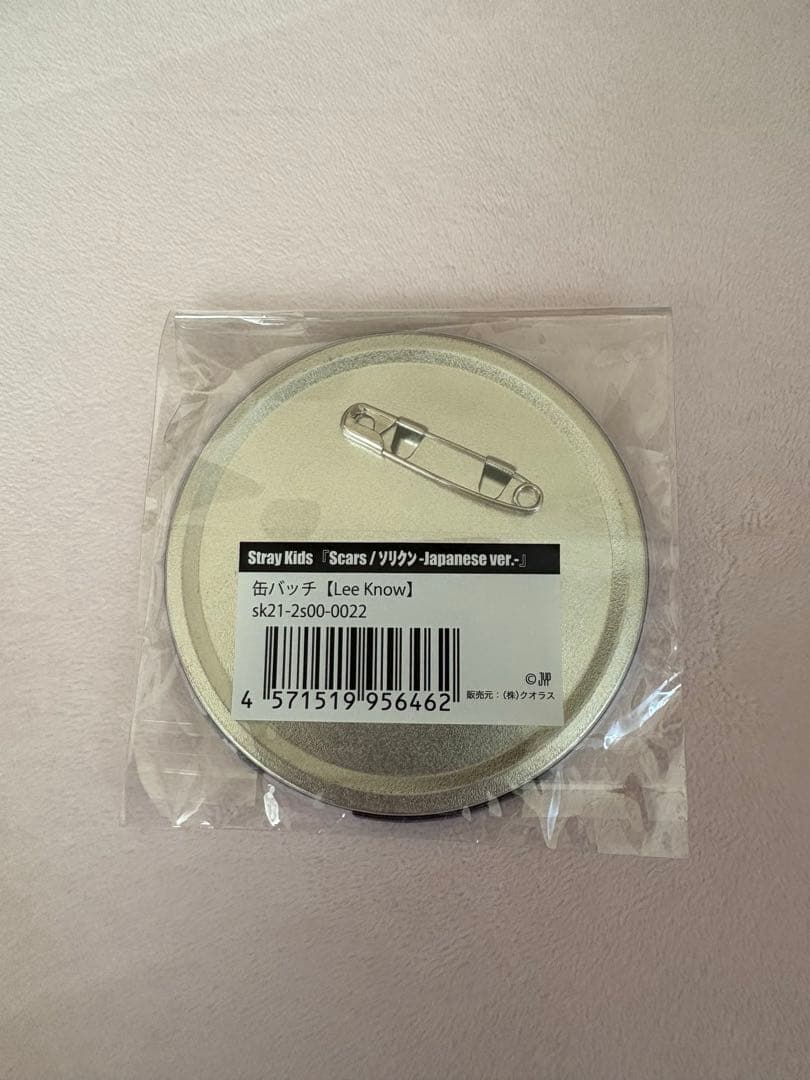 Stray Kids 『Scars / ソリクン -Japanese ver.-』
缶バッチ【Lee Know】
sk21-2s00-0022
4 571519 956462
© JYP
販売元：(株)クオラス